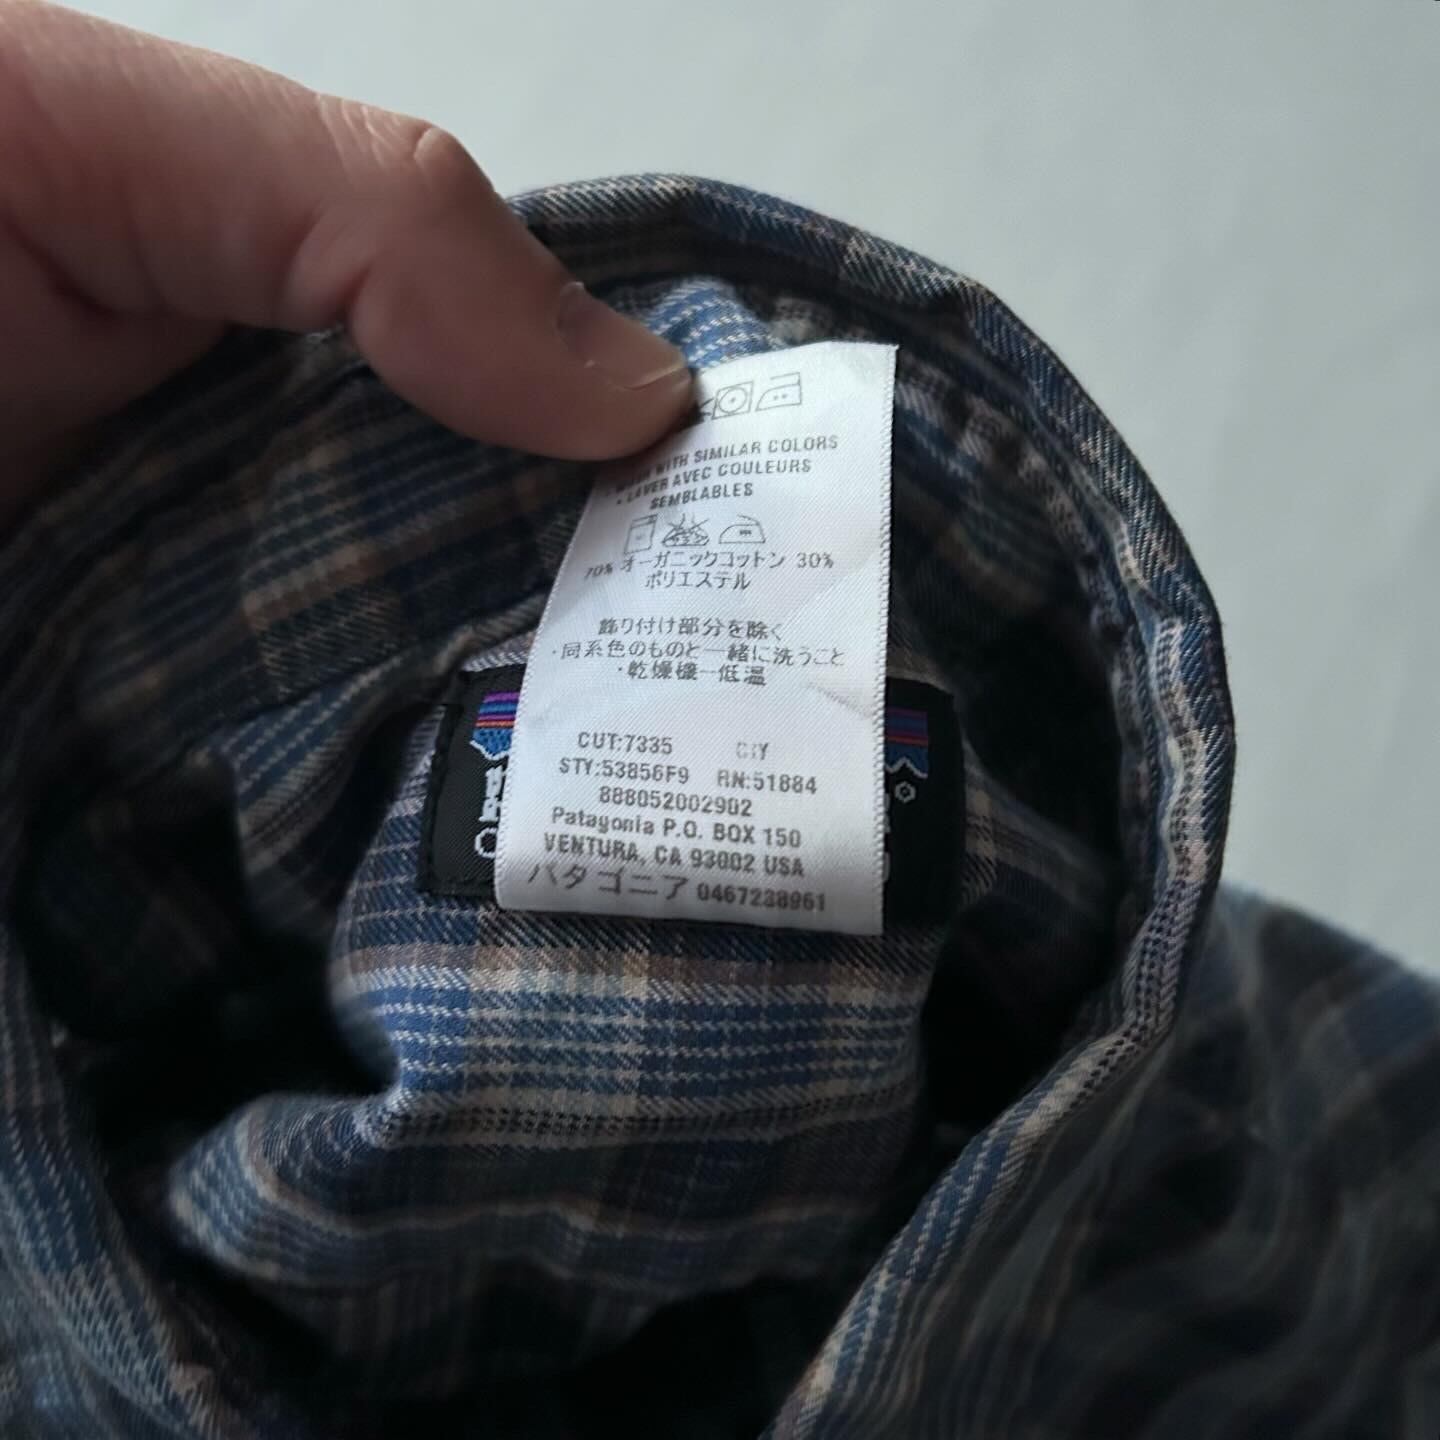 WITH SIMILAR COLORS
· LAVER AVEC COULEURS
SEMBLABLES
70% オーガニックコットン 30%
ポリエステル
飾り付け部分を除く
·同系色のものと一緒に洗うこと
·乾燥機一低温
CUT:7335
STY:53856F9 RN:51884
888052002902
Patagonia P.O. BOX 150
VENTURA, CA 93002 USA
パタゴニア 0467238961